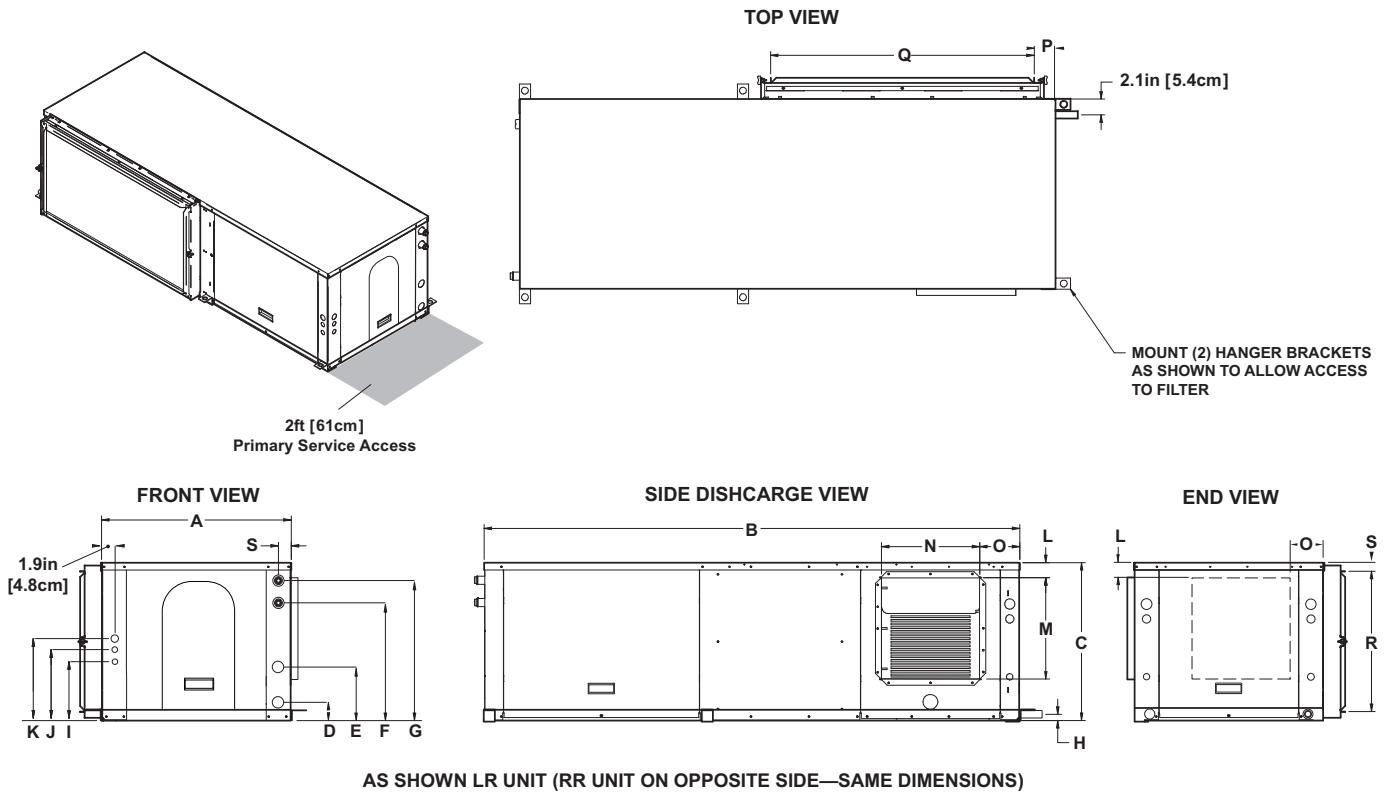 TOP VIEW
Q
P
2.1in [5.4cm]
MOUNT (2) HANGER BRACKETS
AS SHOWN TO ALLOW ACCESS
TO FILTER
2ft [61cm]
Primary Service Access
FRONT VIEW
A
S
1.9in
[4.8cm]
K
J
I
D
E
F
G
SIDE DISHCARGE VIEW
B
L
N
O
M
C
H
END VIEW
L
O
S
R
AS SHOWN LR UNIT (RR UNIT ON OPPOSITE SIDE—SAME DIMENSIONS)